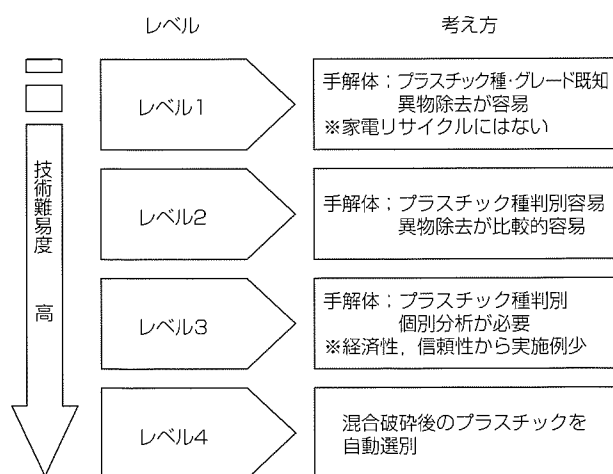 レベル
考え方
技術難易度 高
レベル1
手解体：プラスチック種・グレード既知
異物除去が容易
※家電リサイクルにはない
レベル2
手解体：プラスチック種判別容易
異物除去が比較的容易
レベル3
手解体：プラスチック種判別
個別分析が必要
※経済性，信頼性から実施例少
レベル4
混合破砕後のプラスチックを
自動選別